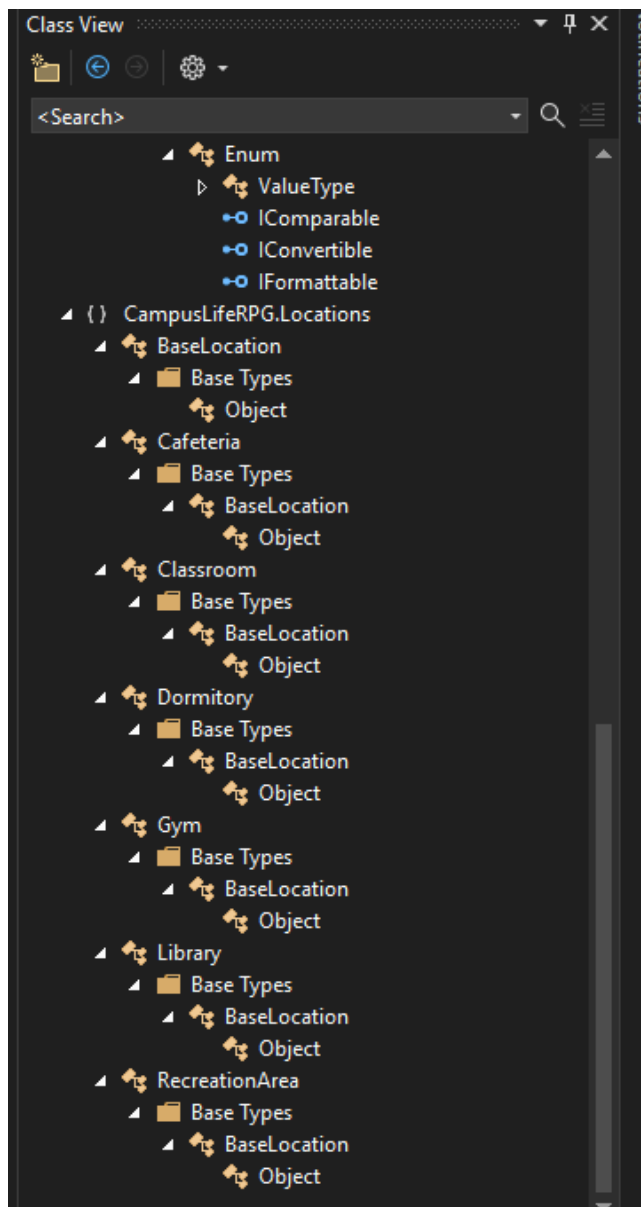 Class View
<Search>
Enum
ValueType
IComparable
IConvertible
IFormattable
{ } CampusLifeRPG.Locations
BaseLocation
Base Types
Object
Cafeteria
Base Types
BaseLocation
Object
Classroom
Base Types
BaseLocation
Object
Dormitory
Base Types
BaseLocation
Object
Gym
Base Types
BaseLocation
Object
Library
Base Types
BaseLocation
Object
RecreationArea
Base Types
BaseLocation
Object